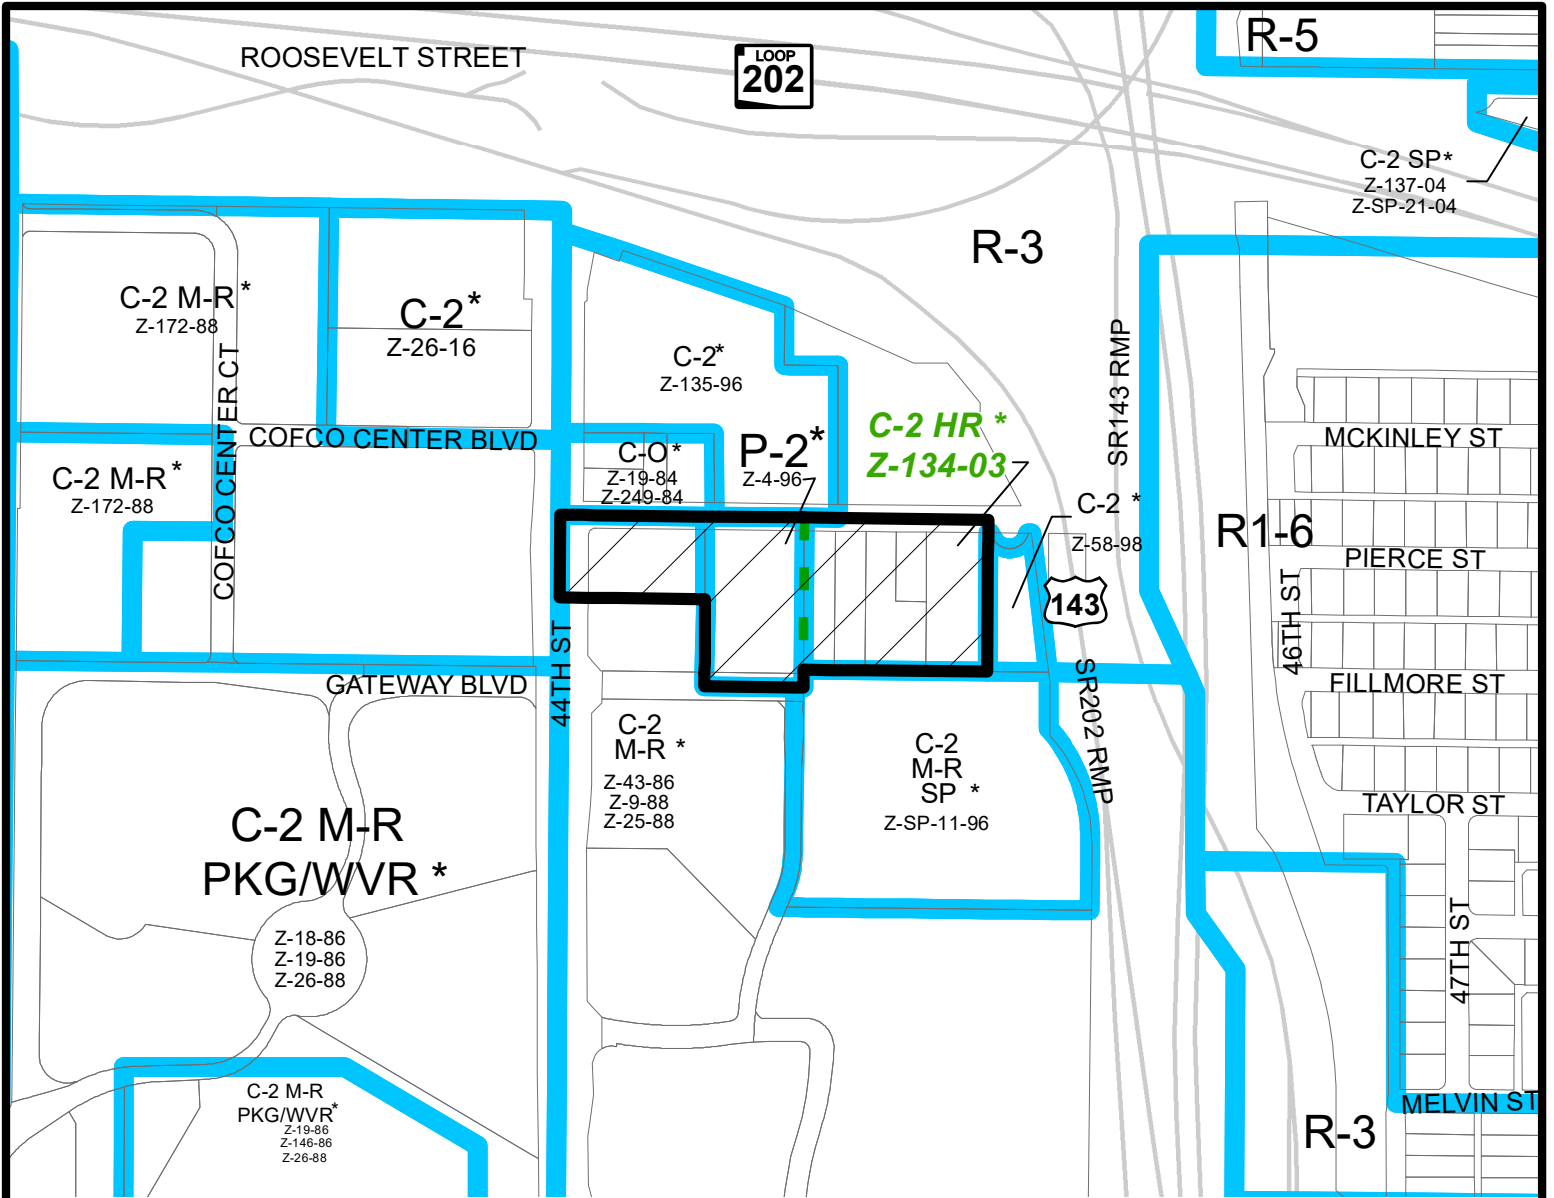 ROOSEVELT STREET
LOOP
202
R-5
C-2 SP*
Z-137-04
Z-SP-21-04
R-3
C-2 M-R*
Z-172-88
C-2*
Z-26-16
C-2*
Z-135-96
SR143 RMP
COFCO CENTER CT
COFCO CENTER BLVD
C-2 HR *
Z-134-03
P-2*
Z-4-96
C-O*
Z-19-84
Z-249-84
C-2 M-R*
Z-172-88
C-2 *
Z-58-98
143
MCKINLEY ST
R1-6
PIERCE ST
46TH ST
FILLMORE ST
GATEWAY BLVD
44TH ST
SR202 RMP
C-2
M-R *
Z-43-86
Z-9-88
Z-25-88
C-2
M-R
SP *
Z-SP-11-96
TAYLOR ST
C-2 M-R
PKG/WVR *
Z-18-86
Z-19-86
Z-26-88
47TH ST
C-2 M-R
PKG/WVR*
Z-19-86
Z-146-86
Z-26-88
MELVIN ST
R-3